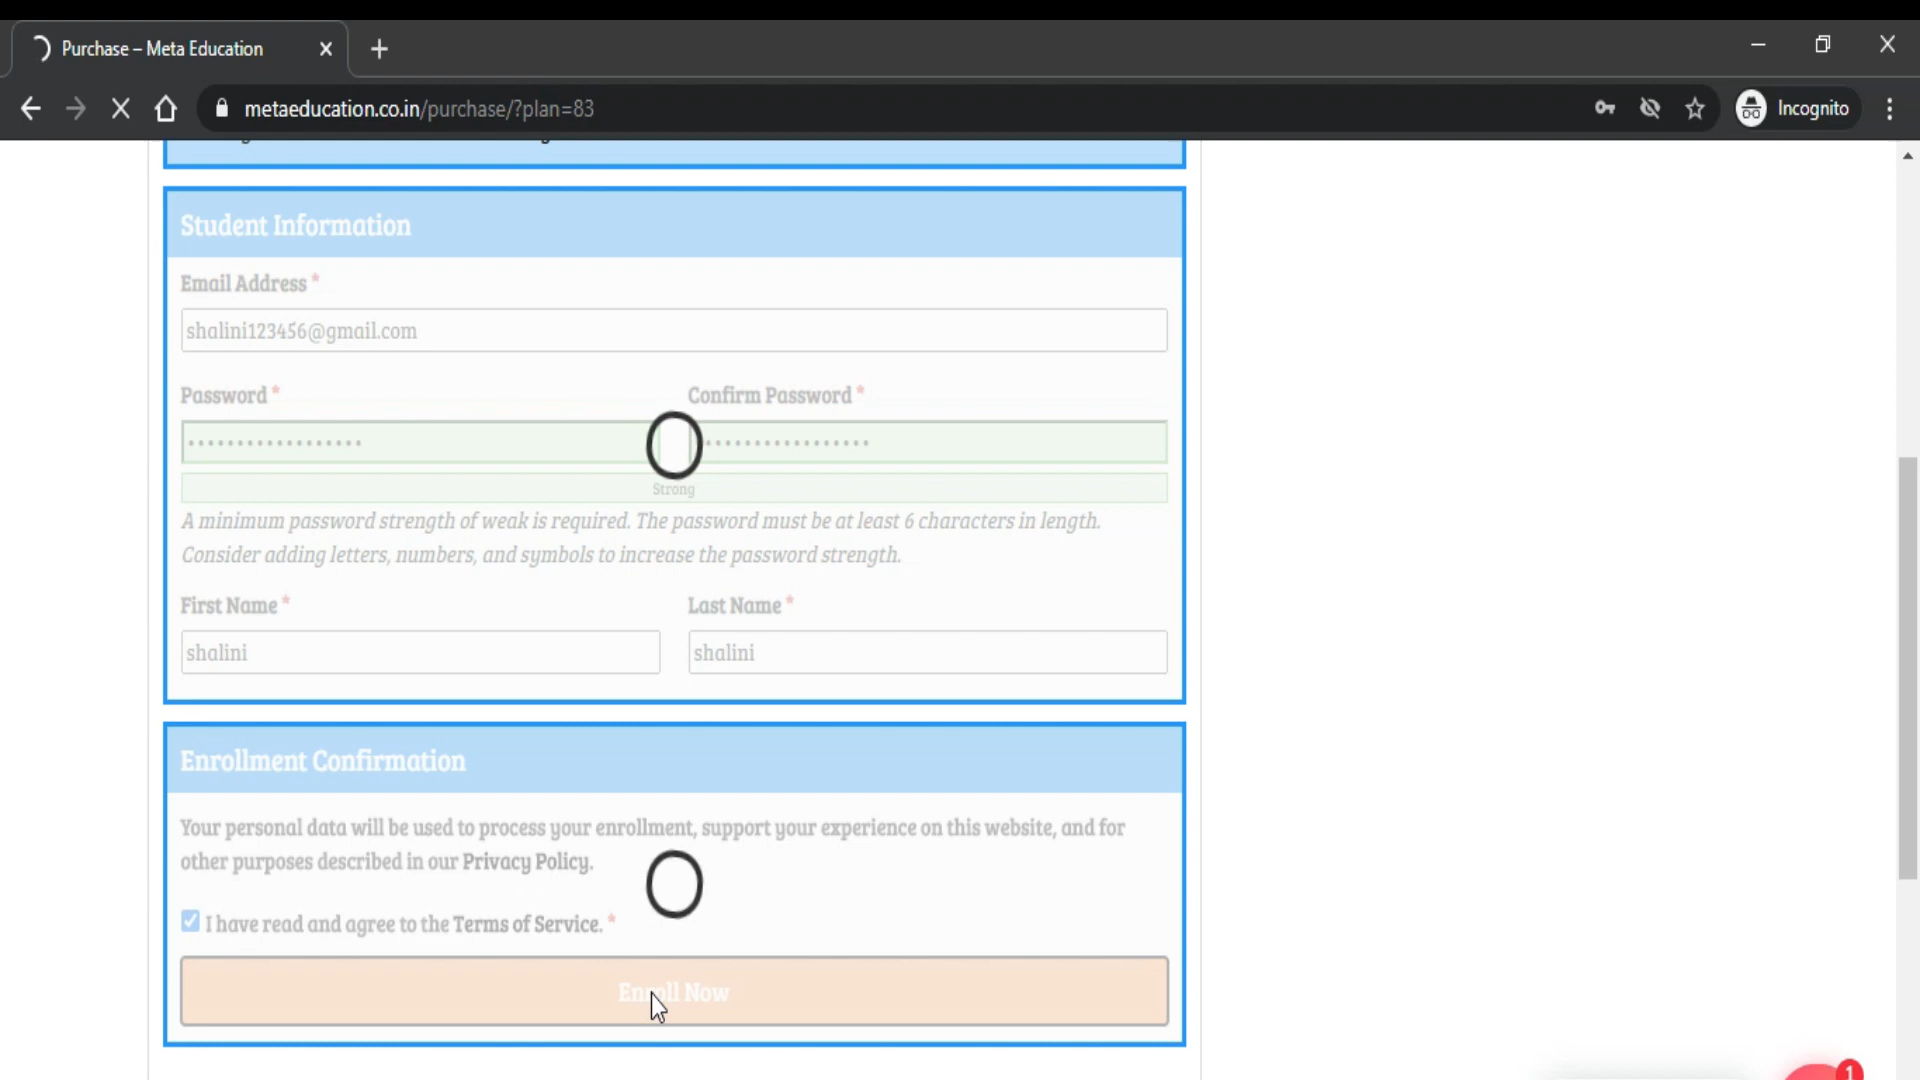 Purchase – Meta Education
metaeducation.co.in/purchase/?plan=83
Incognito
Student Information
Email Address *
shalini123456@gmail.com
Password * Confirm Password *
Strong
A minimum password strength of weak is required. The password must be at least 6 characters in length.
Consider adding letters, numbers, and symbols to increase the password strength.
First Name * Last Name *
shalini shalini
Enrollment Confirmation
Your personal data will be used to process your enrollment, support your experience on this website, and for
other purposes described in our Privacy Policy.
I have read and agree to the Terms of Service. *
Enroll Now
1